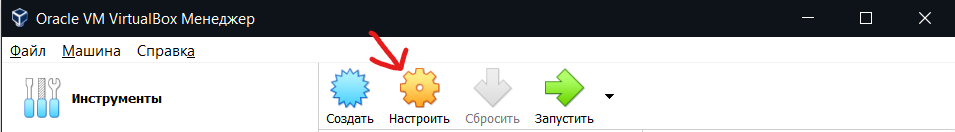 Oracle VM VirtualBox Менеджер
Файл Машина Справка
Инструменты
Создать Настроить Сбросить Запустить